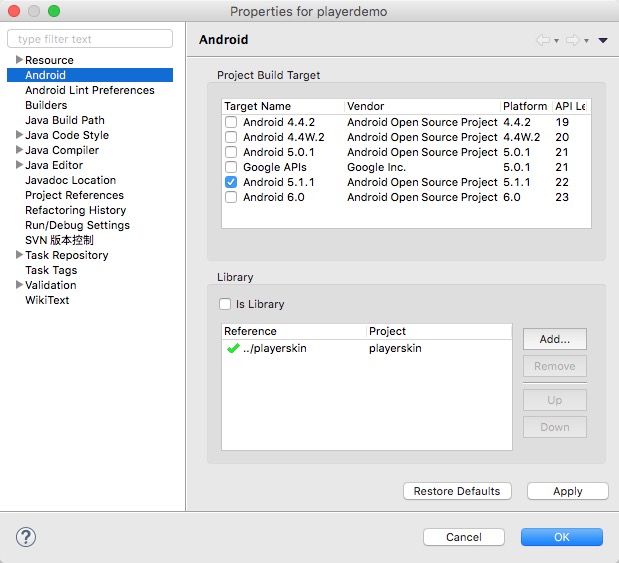 Properties for playerdemo
type filter text
Resource
Android
Android Lint Preferences
Builders
Java Build Path
Java Code Style
Java Compiler
Java Editor
Javadoc Location
Project References
Refactoring History
Run/Debug Settings
SVN 版本控制
Task Repository
Task Tags
Validation
WikiText
Android
Project Build Target
Target Name Vendor Platform API Le
Android 4.4.2 Android Open Source Project 4.4.2 19
Android 4.4W.2 Android Open Source Project 4.4W.2 20
Android 5.0.1 Android Open Source Project 5.0.1 21
Google APIs Google Inc. 5.0.1 21
Android 5.1.1 Android Open Source Project 5.1.1 22
Android 6.0 Android Open Source Project 6.0 23
Library
Is Library
Reference Project
../playerskin playerskin
Add...
Remove
Up
Down
Restore Defaults Apply
? Cancel OK